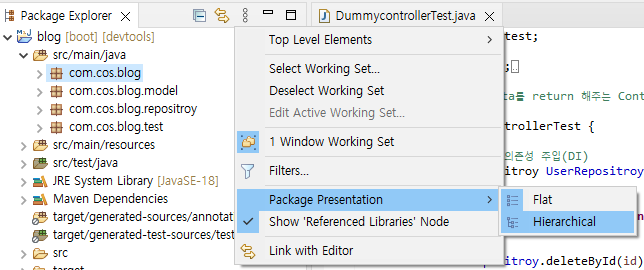 Package Explorer
blog [boot] [devtools]
src/main/java
com.cos.blog
com.cos.blog.model
com.cos.blog.repositroy
com.cos.blog.test
src/main/resources
src/test/java
JRE System Library [JavaSE-18]
Maven Dependencies
target/generated-sources/annotat
target/generated-test-sources/test
src
target
Top Level Elements
Select Working Set...
Deselect Working Set
Edit Active Working Set...
1 Window Working Set
Filters...
Package Presentation
Show 'Referenced Libraries' Node
Link with Editor
Flat
Hierarchical
DummycontrollerTest.java
test;
를 return 해주는 Cont
trollerTest {
의존성 주입(DI)
itroy UserRepositroy
sitroy.deleteById(id)